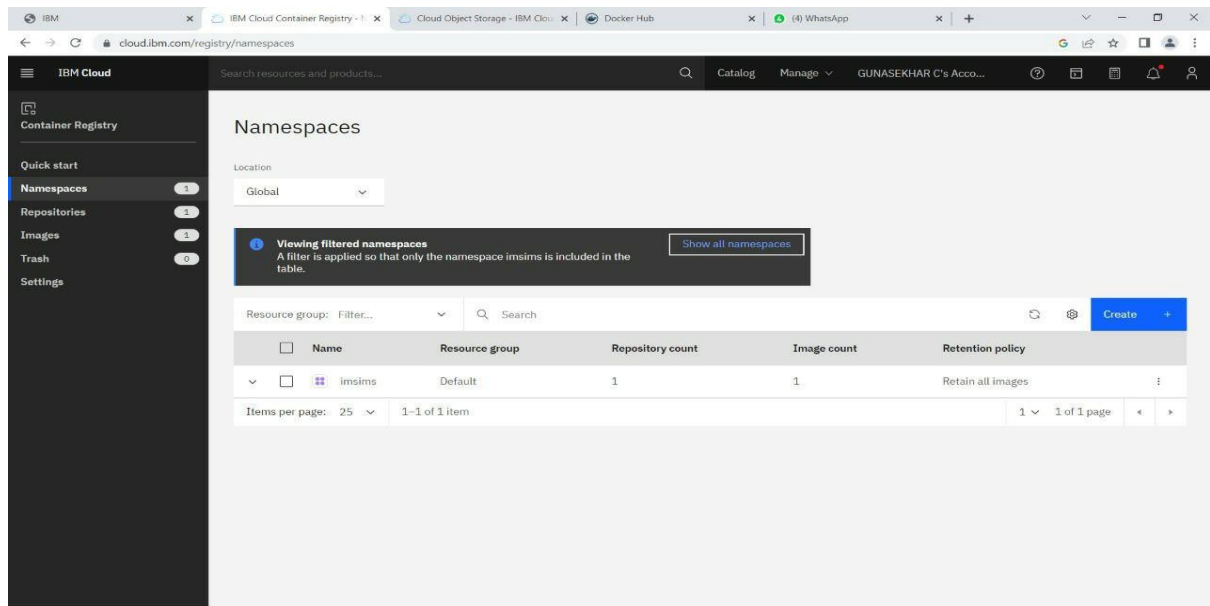 IBM
IBM Cloud Container Registry - 
Cloud Object Storage - IBM Clou
Docker Hub
(4) WhatsApp
cloud.ibm.com/registry/namespaces
IBM Cloud
Search resources and products...
Catalog
Manage
GUNASEKHAR C's Acco...
Container Registry
Quick start
Namespaces 1
Repositories 1
Images 1
Trash 0
Settings
Namespaces
Location
Global
Viewing filtered namespaces
A filter is applied so that only the namespace imsims is included in the
table.
Show all namespaces
Resource group: Filter...
Search
Create +
Name Resource group Repository count Image count Retention policy
imsims Default 1 1 Retain all images
Items per page: 25 1–1 of 1 item 1 1 of 1 page